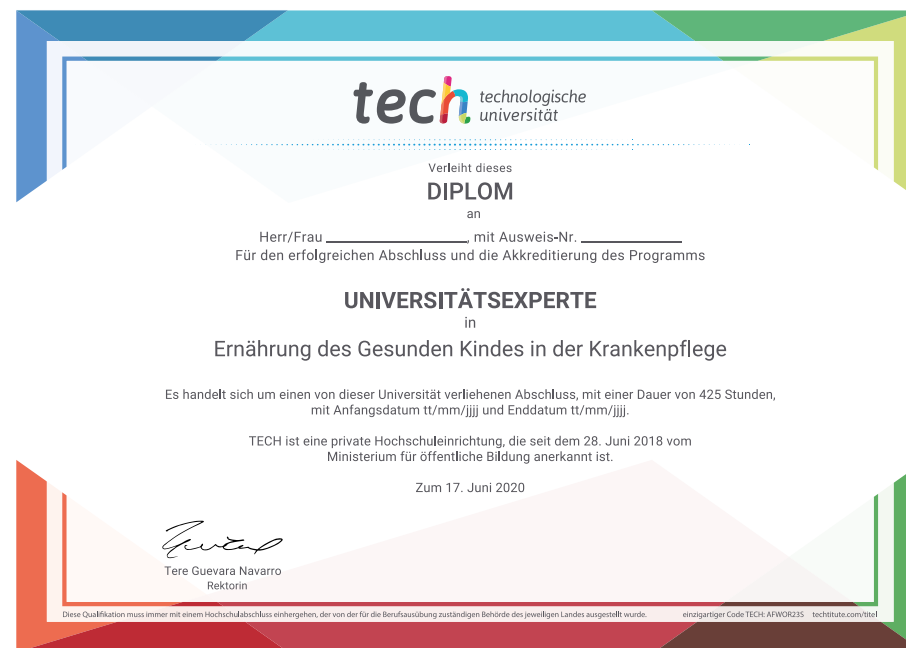 tech technologische
universität
Verleiht dieses
DIPLOM
an
Herr/Frau ____________________, mit Ausweis-Nr. ______________
Für den erfolgreichen Abschluss und die Akkreditierung des Programms
UNIVERSITÄTSEXPERTE
in
Ernährung des Gesunden Kindes in der Krankenpflege
Es handelt sich um einen von dieser Universität verliehenen Abschluss, mit einer Dauer von 425 Stunden,
mit Anfangsdatum tt/mm/jjjj und Enddatum tt/mm/jjjj.
TECH ist eine private Hochschuleinrichtung, die seit dem 28. Juni 2018 vom
Ministerium für öffentliche Bildung anerkannt ist.
Zum 17. Juni 2020
Tere Guevara Navarro
Rektorin
Diese Qualifikation muss immer mit einem Hochschulabschluss einhergehen, der von der für die Berufsausübung zuständigen Behörde des jeweiligen Landes ausgestellt wurde. einzigartiger Code TECH: AFWOR23S techtitute.com/titel